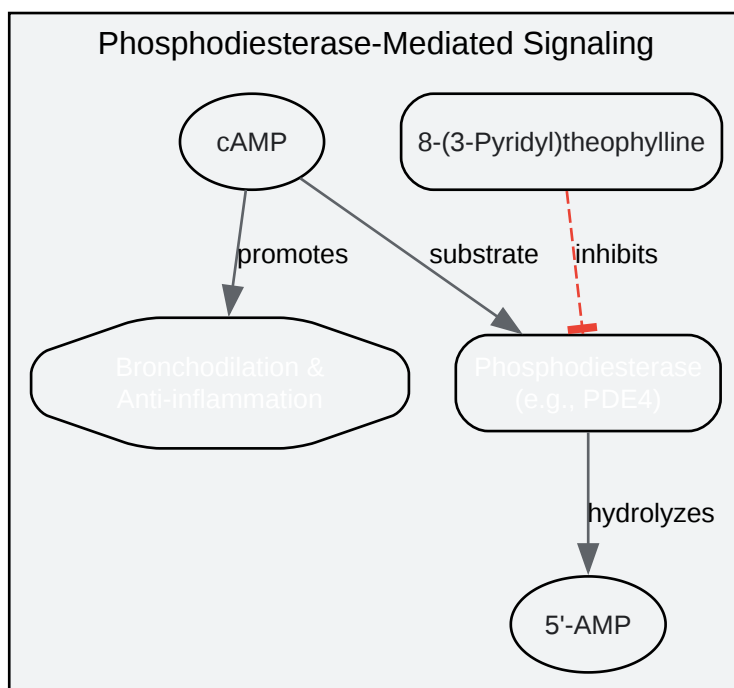 Phosphodiesterase-Mediated Signaling
cAMP
8-(3-Pyridyl)theophylline
promotes
substrate
inhibits
Bronchodilation &
Anti-inflammation
Phosphodiesterase
(e.g., PDE4)
hydrolyzes
5'-AMP